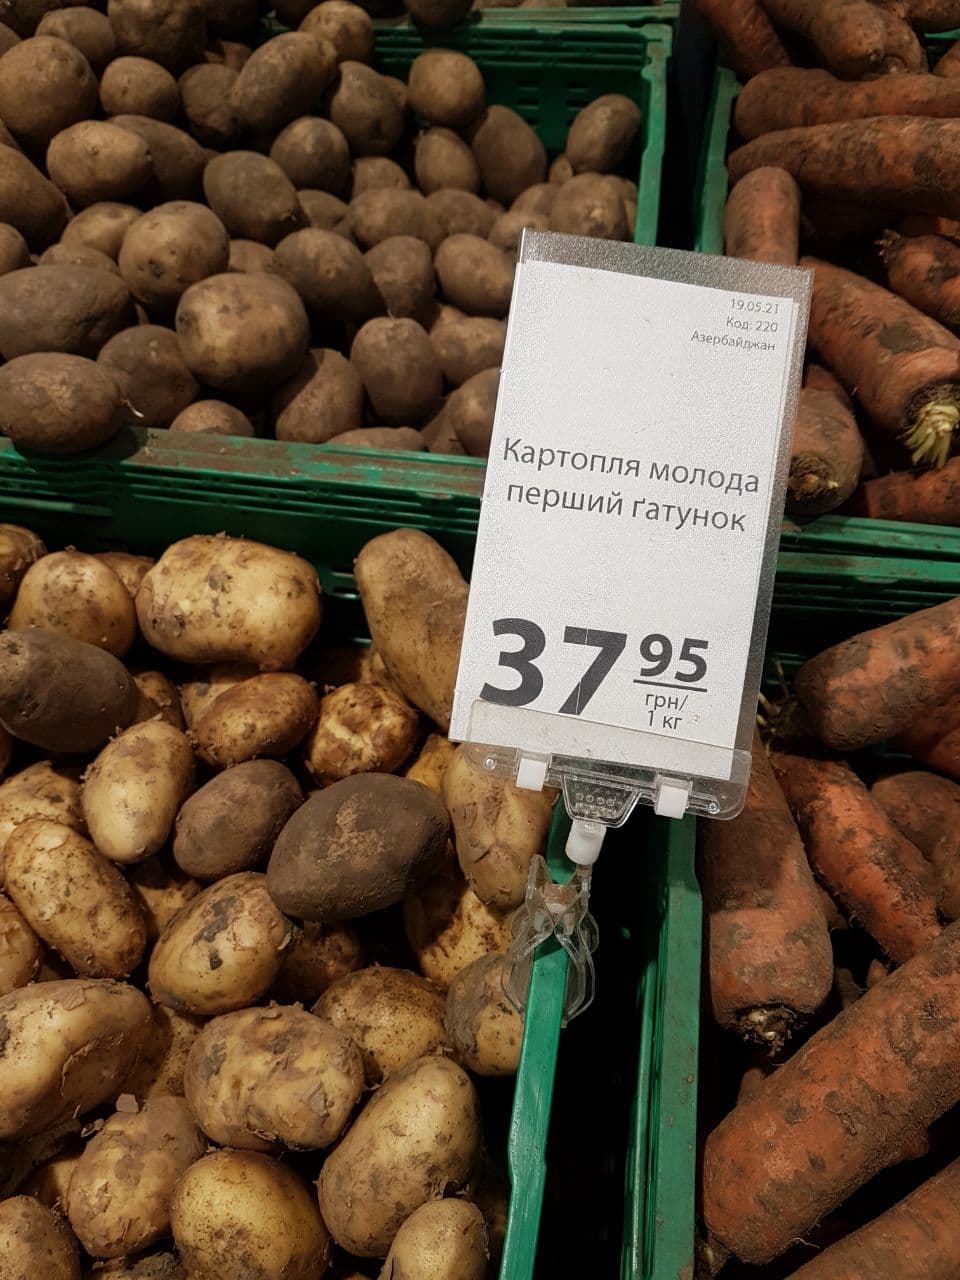 19.05.21
Код: 220
Азербайджан
Картопля молода
перший ґатунок
37 95
грн/
1 кг